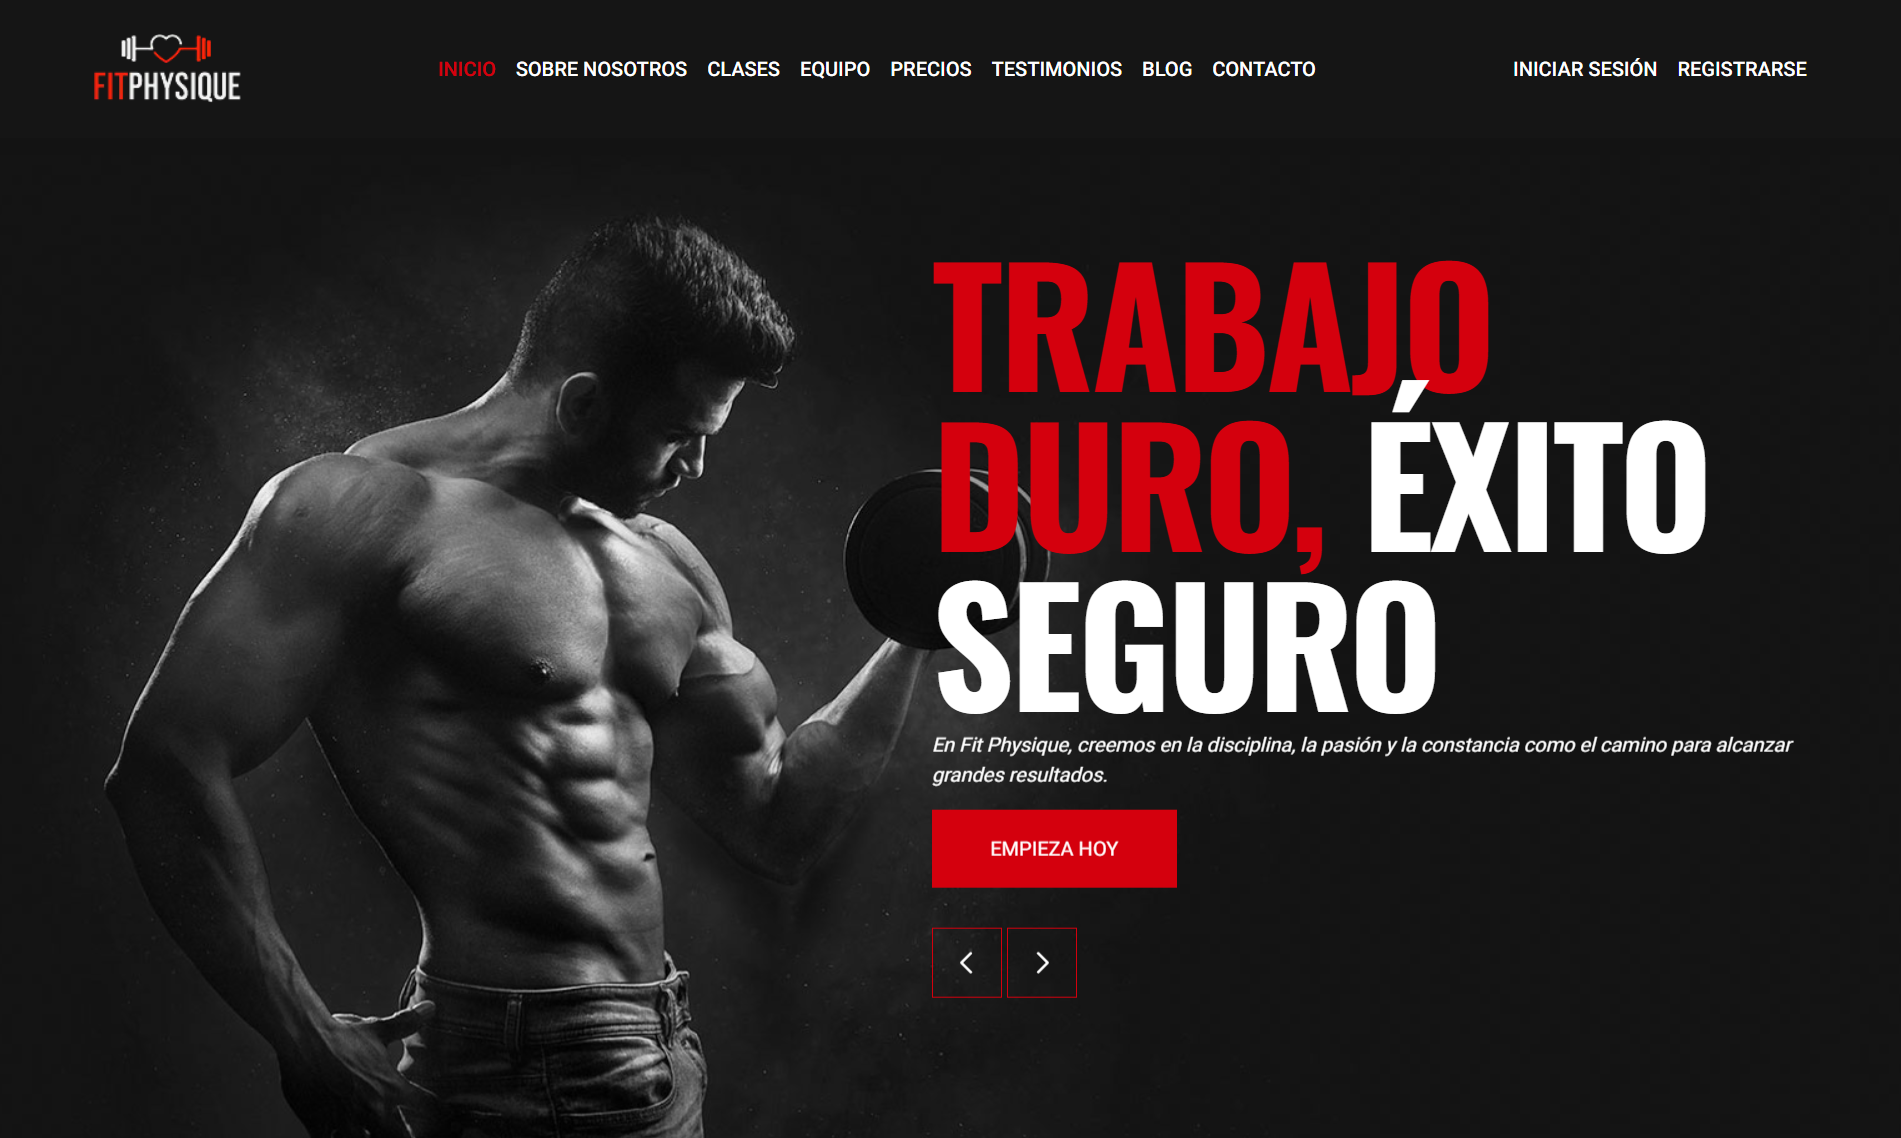 FITPHYSIQUE
INICIO SOBRE NOSOTROS CLASES EQUIPO PRECIOS TESTIMONIOS BLOG CONTACTO
INICIAR SESIÓN REGISTRARSE
TRABAJO
DURO, ÉXITO
SEGURO
En Fit Physique, creemos en la disciplina, la pasión y la constancia como el camino para alcanzar
grandes resultados.
EMPIEZA HOY